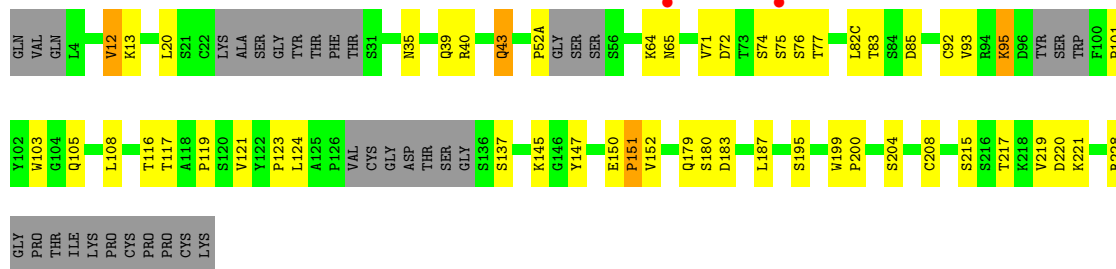 GLN VAL GLN L4 V12 K13 L20 S21 C22 LYS ALA SER GLY TYR THR PHE THR S31 N35 Q39 R40 Q43 P52A GLY SER SER S56 K64 N65 V71 D72 T73 S74 S75 S76 T77 L82C T83 S84 D85 C92 V93 R94 K95 D96 TYR SER TRP F100
Y102 W103 G104 Q105 L108 T116 T117 A118 P119 S120 V121 Y122 P123 L124 A125 P126 VAL CYS GLY ASP THR SER GLY S136 S137 K145 G146 Y147 E150 P151 V152 Q179 S180 D183 L187 S195 W199 P200 S204 C208 S215 S216 T217 K218 V219 D220 K221
GLY PRO THR ILE LYS PRO CYS PRO PRO CYS LYS